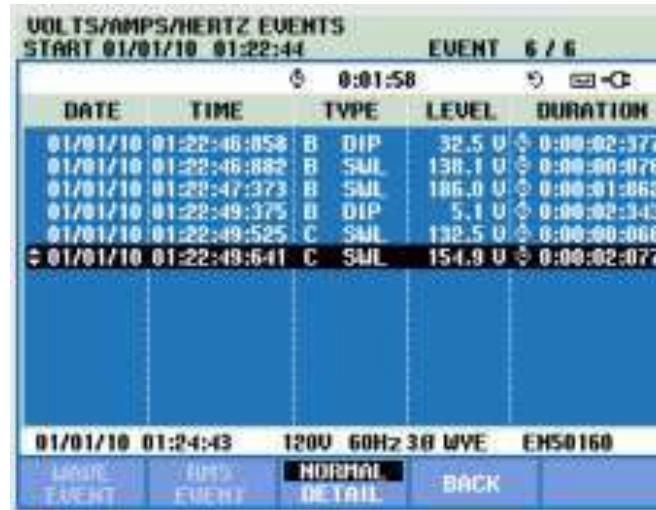 VOLTS/AMPS/HERTZ EVENTS
START 01/01/10 01:22:44 EVENT 6 / 6
0:01:58
DATE TIME TYPE LEVEL DURATION
01/01/10 01:22:46:858 B DIP 32.5 V 0:00:02:377
01/01/10 01:22:46:882 B SWL 138.1 V 0:00:00:078
01/01/10 01:22:47:373 B SWL 186.0 V 0:00:01:863
01/01/10 01:22:49:375 B DIP 5.1 V 0:00:02:343
01/01/10 01:22:49:525 C SWL 132.5 V 0:00:00:068
01/01/10 01:22:49:641 C SWL 154.9 V 0:00:02:077
01/01/10 01:24:43 120V 60Hz 3Ø WYE EN50160
WAVE EVENT RMS EVENT NORMAL DETAIL BACK